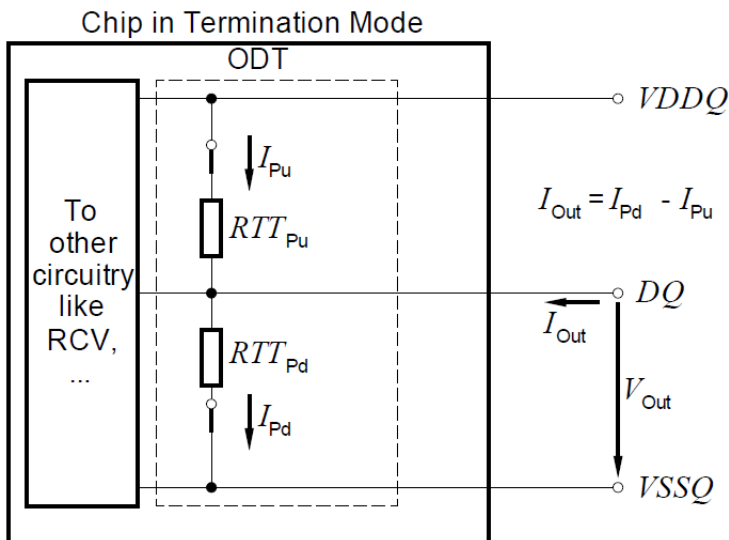 Chip in Termination Mode
ODT
VDDQ
I_Pu
To
other
circuitry
like
RCV,
...
RTT_Pu
I_Out = I_Pd - I_Pu
DQ
I_Out
RTT_Pd
V_Out
I_Pd
VSSQ